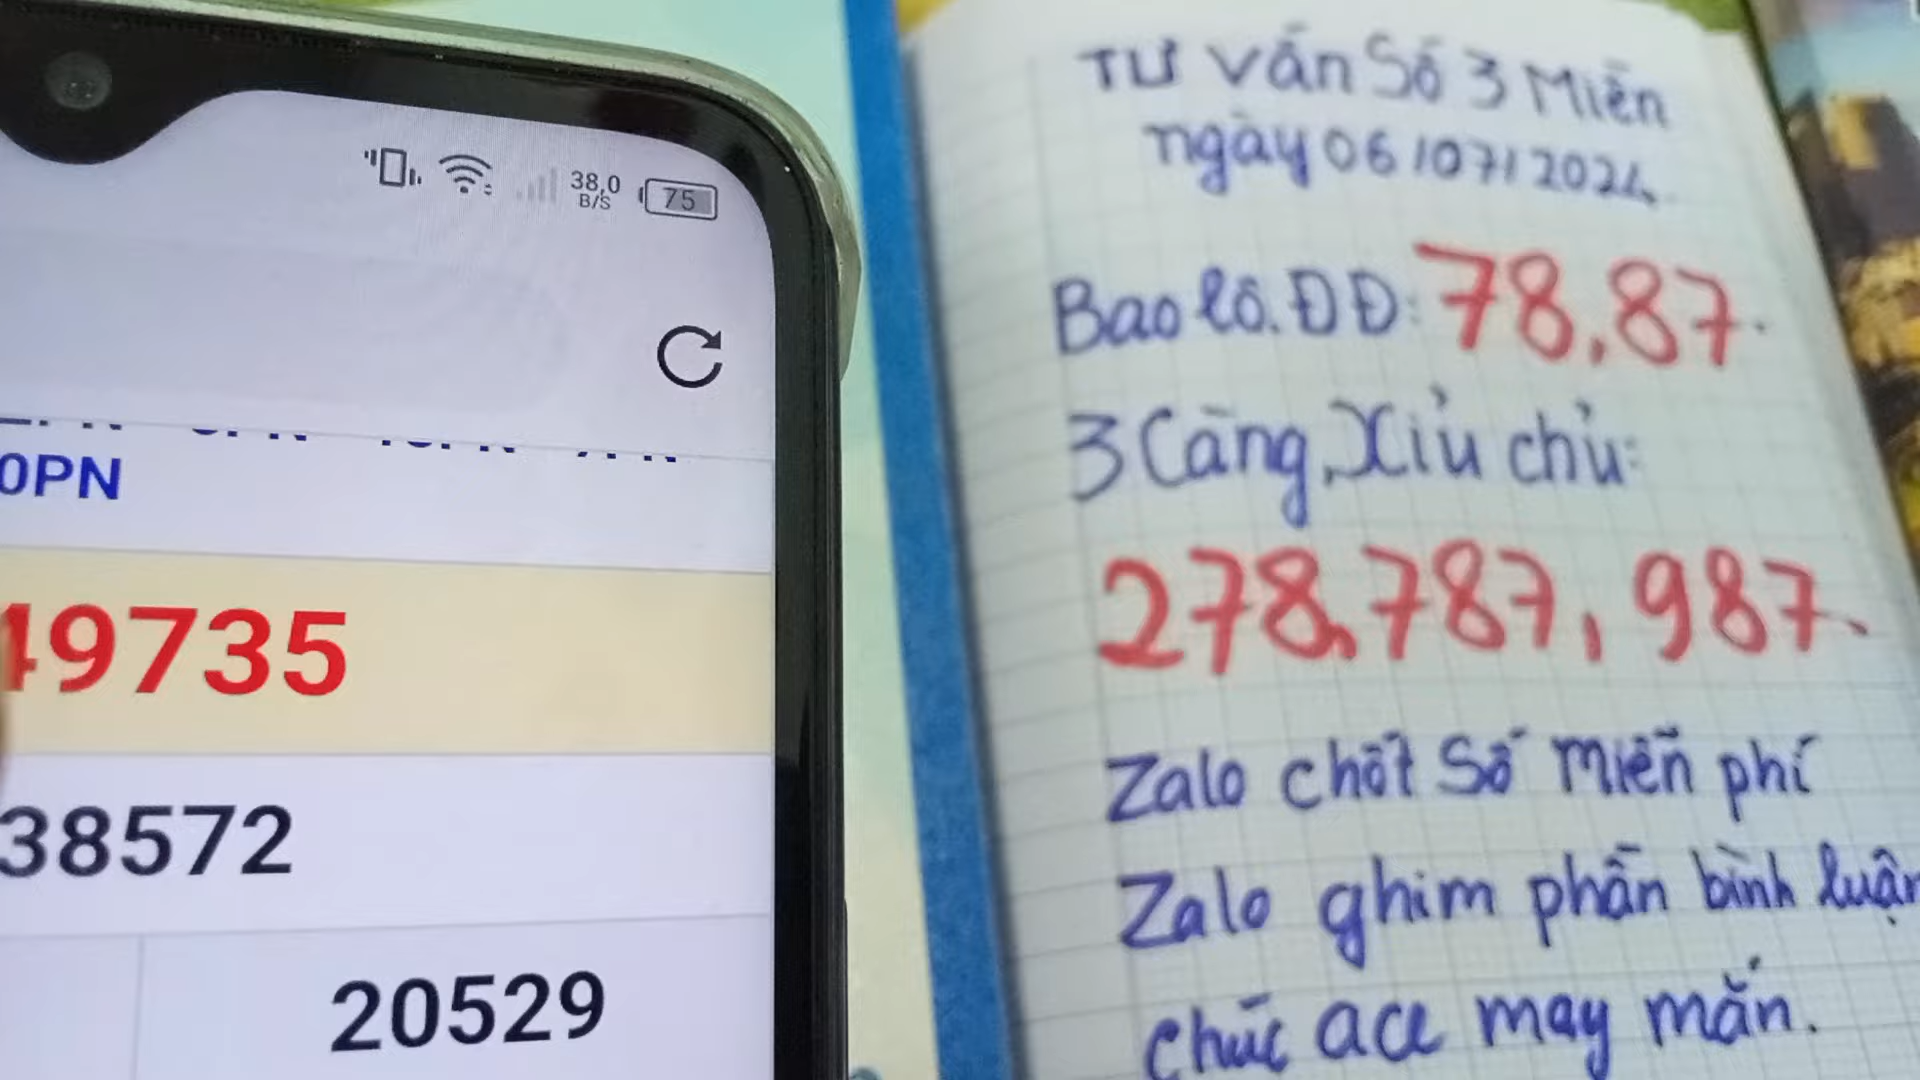 38,0
B/S
75
0PN
49735
38572
20529
Tư vấn Số 3 Miền
ngày 06/07/2024
Bao lô. ĐĐ: 78,87.
3 Càng, Xỉu chủ:
278, 787, 987.
Zalo chốt Số miễn phí
Zalo ghim phần bình luận
chúc ace may mắn.